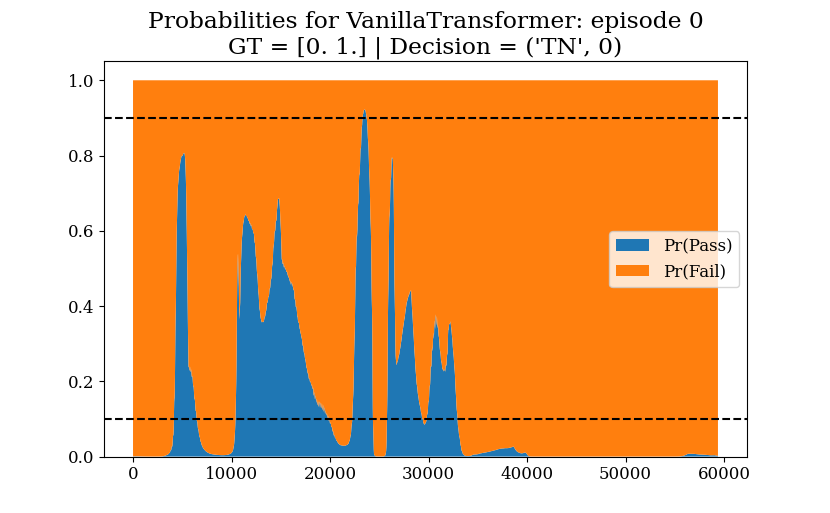 Probabilities for VanillaTransformer: episode 0
GT = [0. 1.] | Decision = ('TN', 0)
1.0
0.8
0.6
0.4
0.2
0.0
Pr(Pass)
Pr(Fail)
0 10000 20000 30000 40000 50000 60000